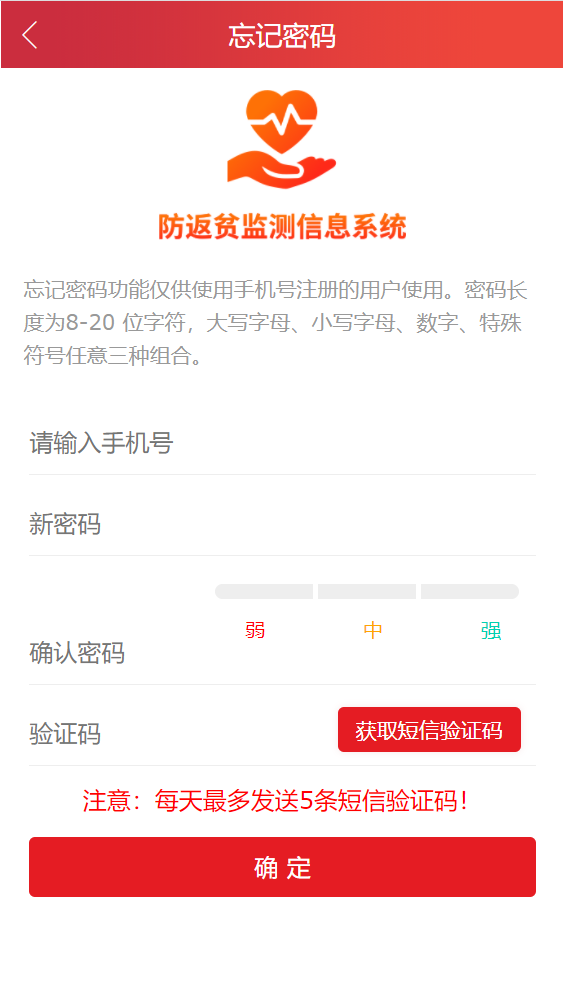 忘记密码
防返贫监测信息系统
忘记密码功能仅供使用手机号注册的用户使用。密码长
度为8-20 位字符，大写字母、小写字母、数字、特殊
符号任意三种组合。
请输入手机号
新密码
弱 中 强
确认密码
验证码 获取短信验证码
注意：每天最多发送5条短信验证码！
确 定